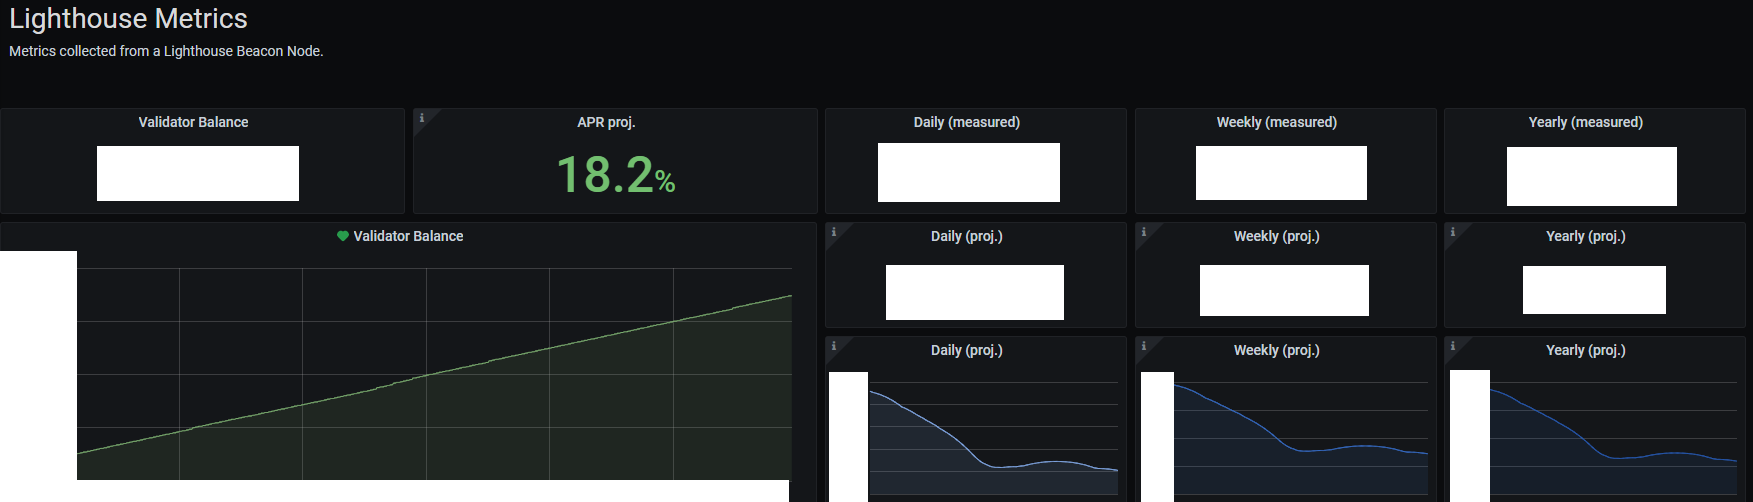 Lighthouse Metrics
Metrics collected from a Lighthouse Beacon Node.
Validator Balance
APR proj.
18.2%
Daily (measured)
Weekly (measured)
Yearly (measured)
Validator Balance
Daily (proj.)
Weekly (proj.)
Yearly (proj.)
Daily (proj.)
Weekly (proj.)
Yearly (proj.)